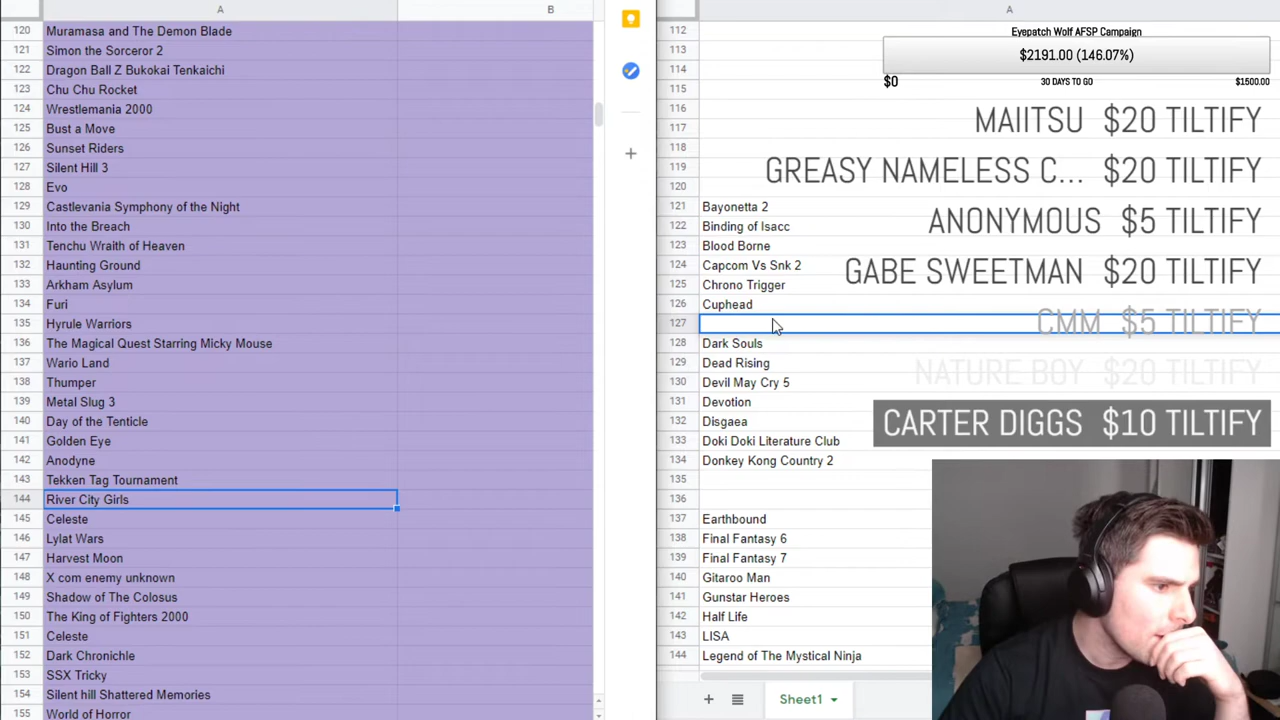 A
B
120 Muramasa and The Demon Blade
121 Simon the Sorcerer 2
122 Dragon Ball Z Bukokai Tenkaichi
123 Chu Chu Rocket
124 Wrestlemania 2000
125 Bust a Move
126 Sunset Riders
127 Silent Hill 3
128 Evo
129 Castlevania Symphony of the Night
130 Into the Breach
131 Tenchu Wraith of Heaven
132 Haunting Ground
133 Arkham Asylum
134 Furi
135 Hyrule Warriors
136 The Magical Quest Starring Micky Mouse
137 Wario Land
138 Thumper
139 Metal Slug 3
140 Day of the Tenticle
141 Golden Eye
142 Anodyne
143 Tekken Tag Tournament
144 River City Girls
145 Celeste
146 Lylat Wars
147 Harvest Moon
148 X com enemy unknown
149 Shadow of The Colosus
150 The King of Fighters 2000
151 Celeste
152 Dark Chronichle
153 SSX Tricky
154 Silent hill Shattered Memories
155 World of Horror
A
112
113
114
115
116
117
118
119
120
121 Bayonetta 2
122 Binding of Isacc
123 Blood Borne
124 Capcom Vs Snk 2
125 Chrono Trigger
126 Cuphead
127
128 Dark Souls
129 Dead Rising
130 Devil May Cry 5
131 Devotion
132 Disgaea
133 Doki Doki Literature Club
134 Donkey Kong Country 2
135
136
137 Earthbound
138 Final Fantasy 6
139 Final Fantasy 7
140 Gitaroo Man
141 Gunstar Heroes
142 Half Life
143 LISA
144 Legend of The Mystical Ninja
Sheet1
Eyepatch Wolf AFSP Campaign
$2191.00 (146.07%)
$0 30 DAYS TO GO $1500.00
MAIITSU $20 TILTIFY
GREASY NAMELESS C... $20 TILTIFY
ANONYMOUS $5 TILTIFY
GABE SWEETMAN $20 TILTIFY
CMM $5 TILTIFY
NATURE BOY $20 TILTIFY
CARTER DIGGS $10 TILTIFY